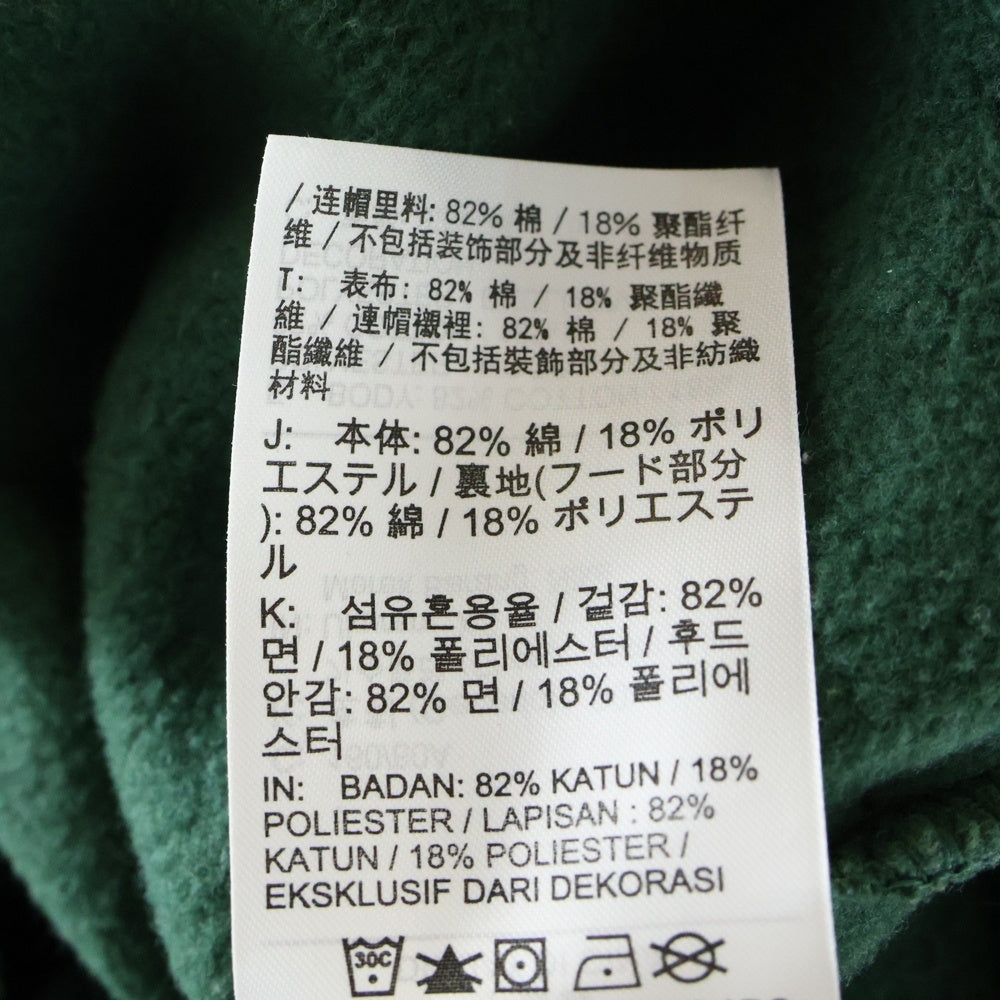 / 连帽里料: 82% 棉 / 18% 聚酯纤
维 / 不包括装饰部分及非纤维物质
T: 表布: 82% 棉 / 18% 聚酯纖
維 / 連帽襯裡: 82% 棉 / 18% 聚
酯纖維 / 不包括裝飾部分及非紡織
材料
J: 本体: 82% 綿 / 18% ポリ
エステル / 裏地(フード部分
): 82% 綿 / 18% ポリエステ
ル
K: 섬유혼용율 / 겉감: 82%
면 / 18% 폴리에스터 / 후드
안감: 82% 면 / 18% 폴리에
스터
IN: BADAN: 82% KATUN / 18%
POLIESTER / LAPISAN : 82%
KATUN / 18% POLIESTER /
EKSKLUSIF DARI DEKORASI
30C